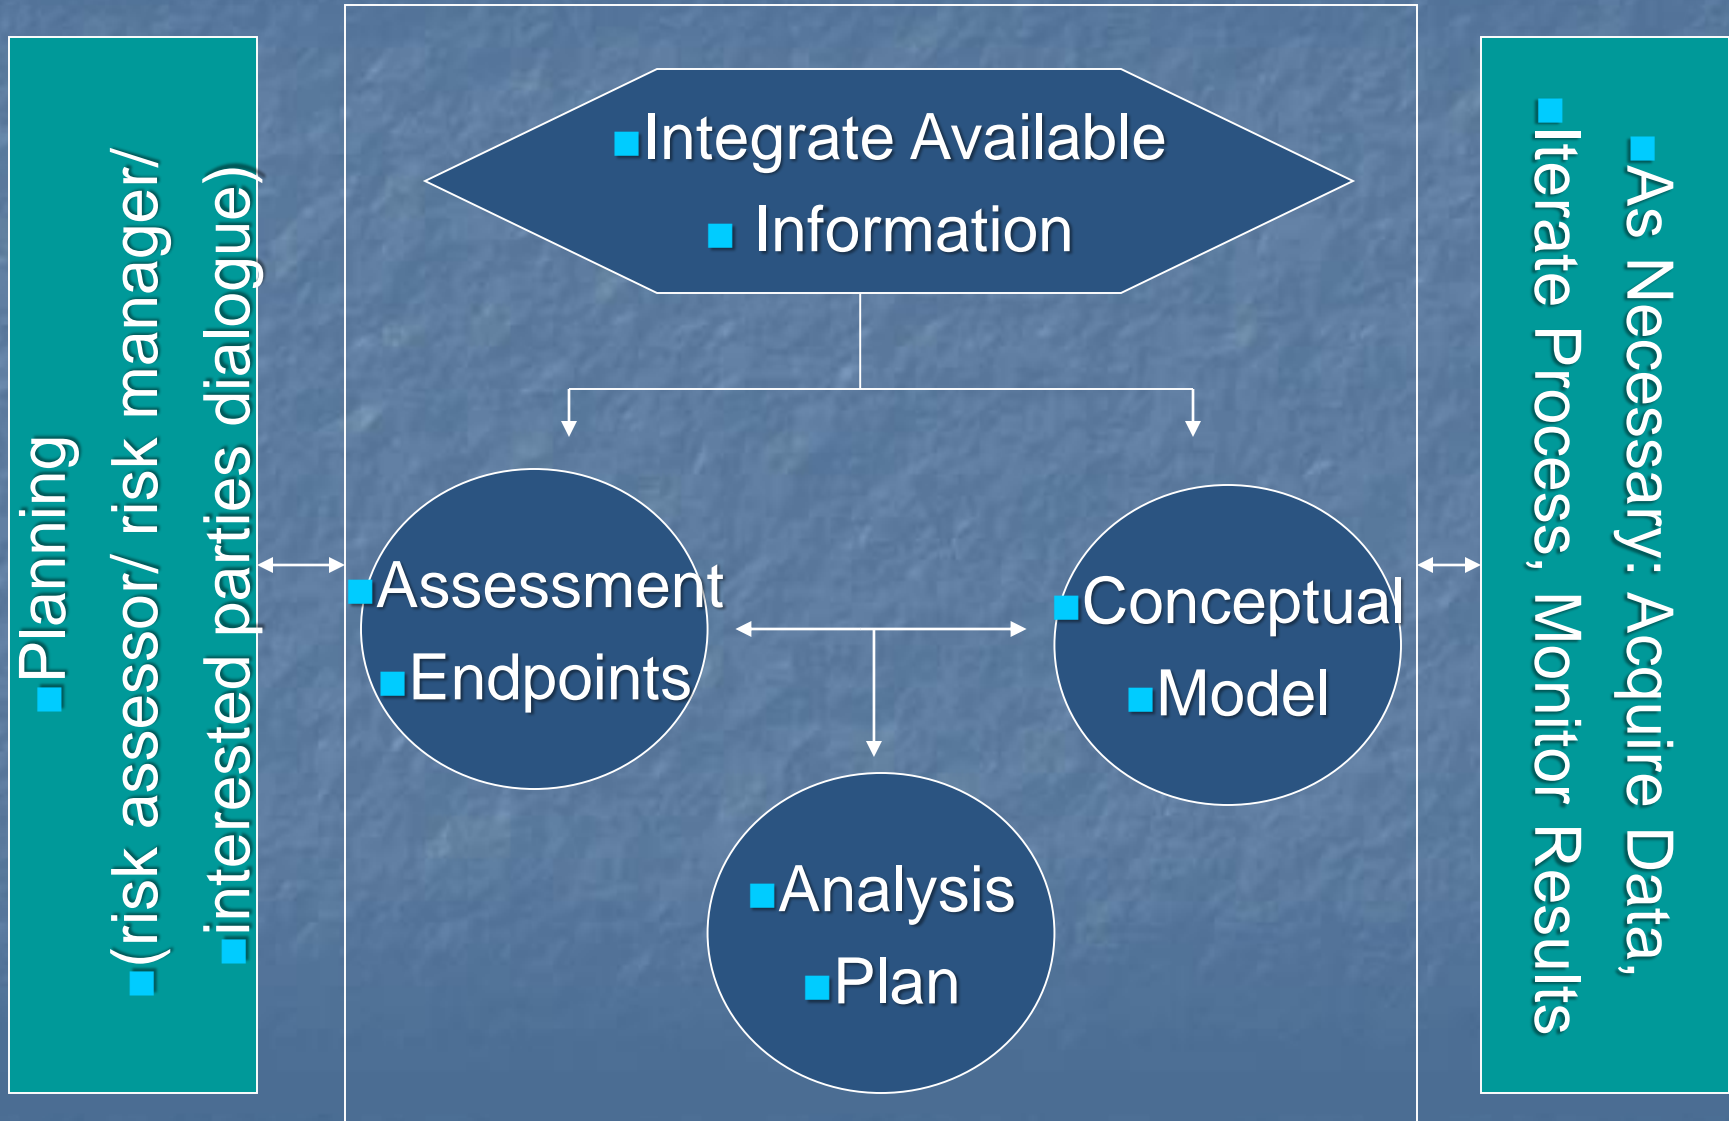 Planning
(risk assessor/ risk manager/
interested parties dialogue)
Integrate Available
Information
Assessment
Endpoints
Conceptual
Model
Analysis
Plan
As Necessary: Acquire Data,
Iterate Process, Monitor Results